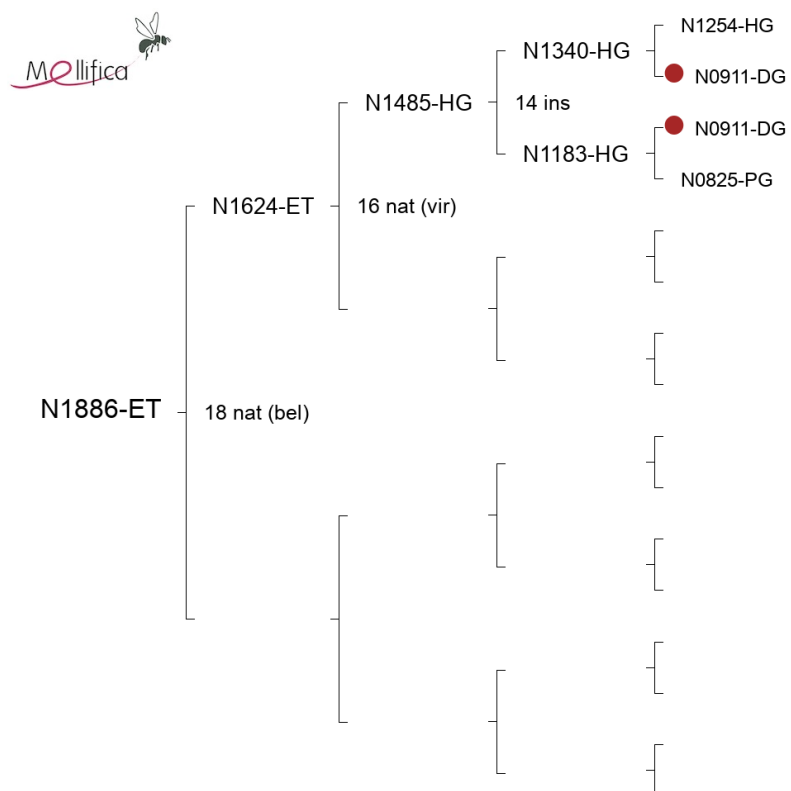 Mellifica
N1254-HG
N1340-HG
N0911-DG
N1485-HG
14 ins
N0911-DG
N1183-HG
N0825-PG
N1624-ET
16 nat (vir)
N1886-ET
18 nat (bel)